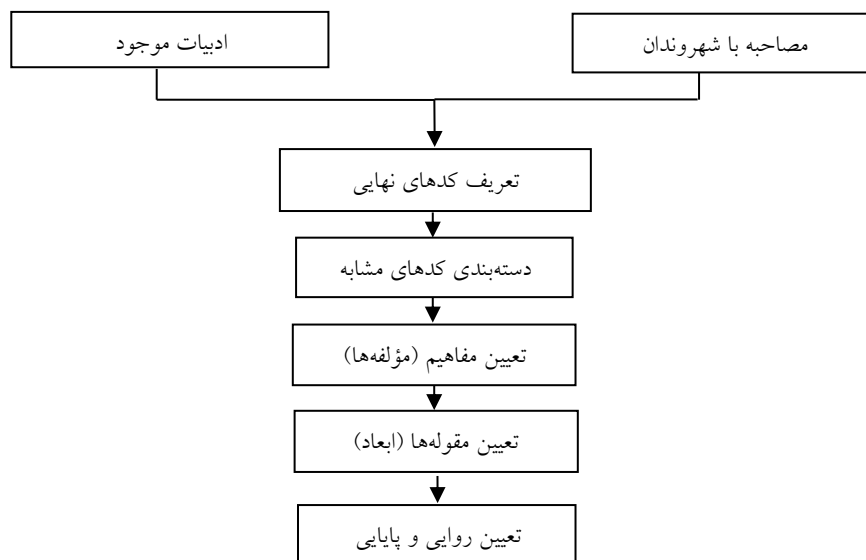 مصاحبه با شهروندان
ادبیات موجود
تعریف کدهای نهایی
دسته‌بندی کدهای مشابه
تعیین مفاهیم (مؤلفه‌ها)
تعیین مقوله‌ها (ابعاد)
تعیین روایی و پایایی